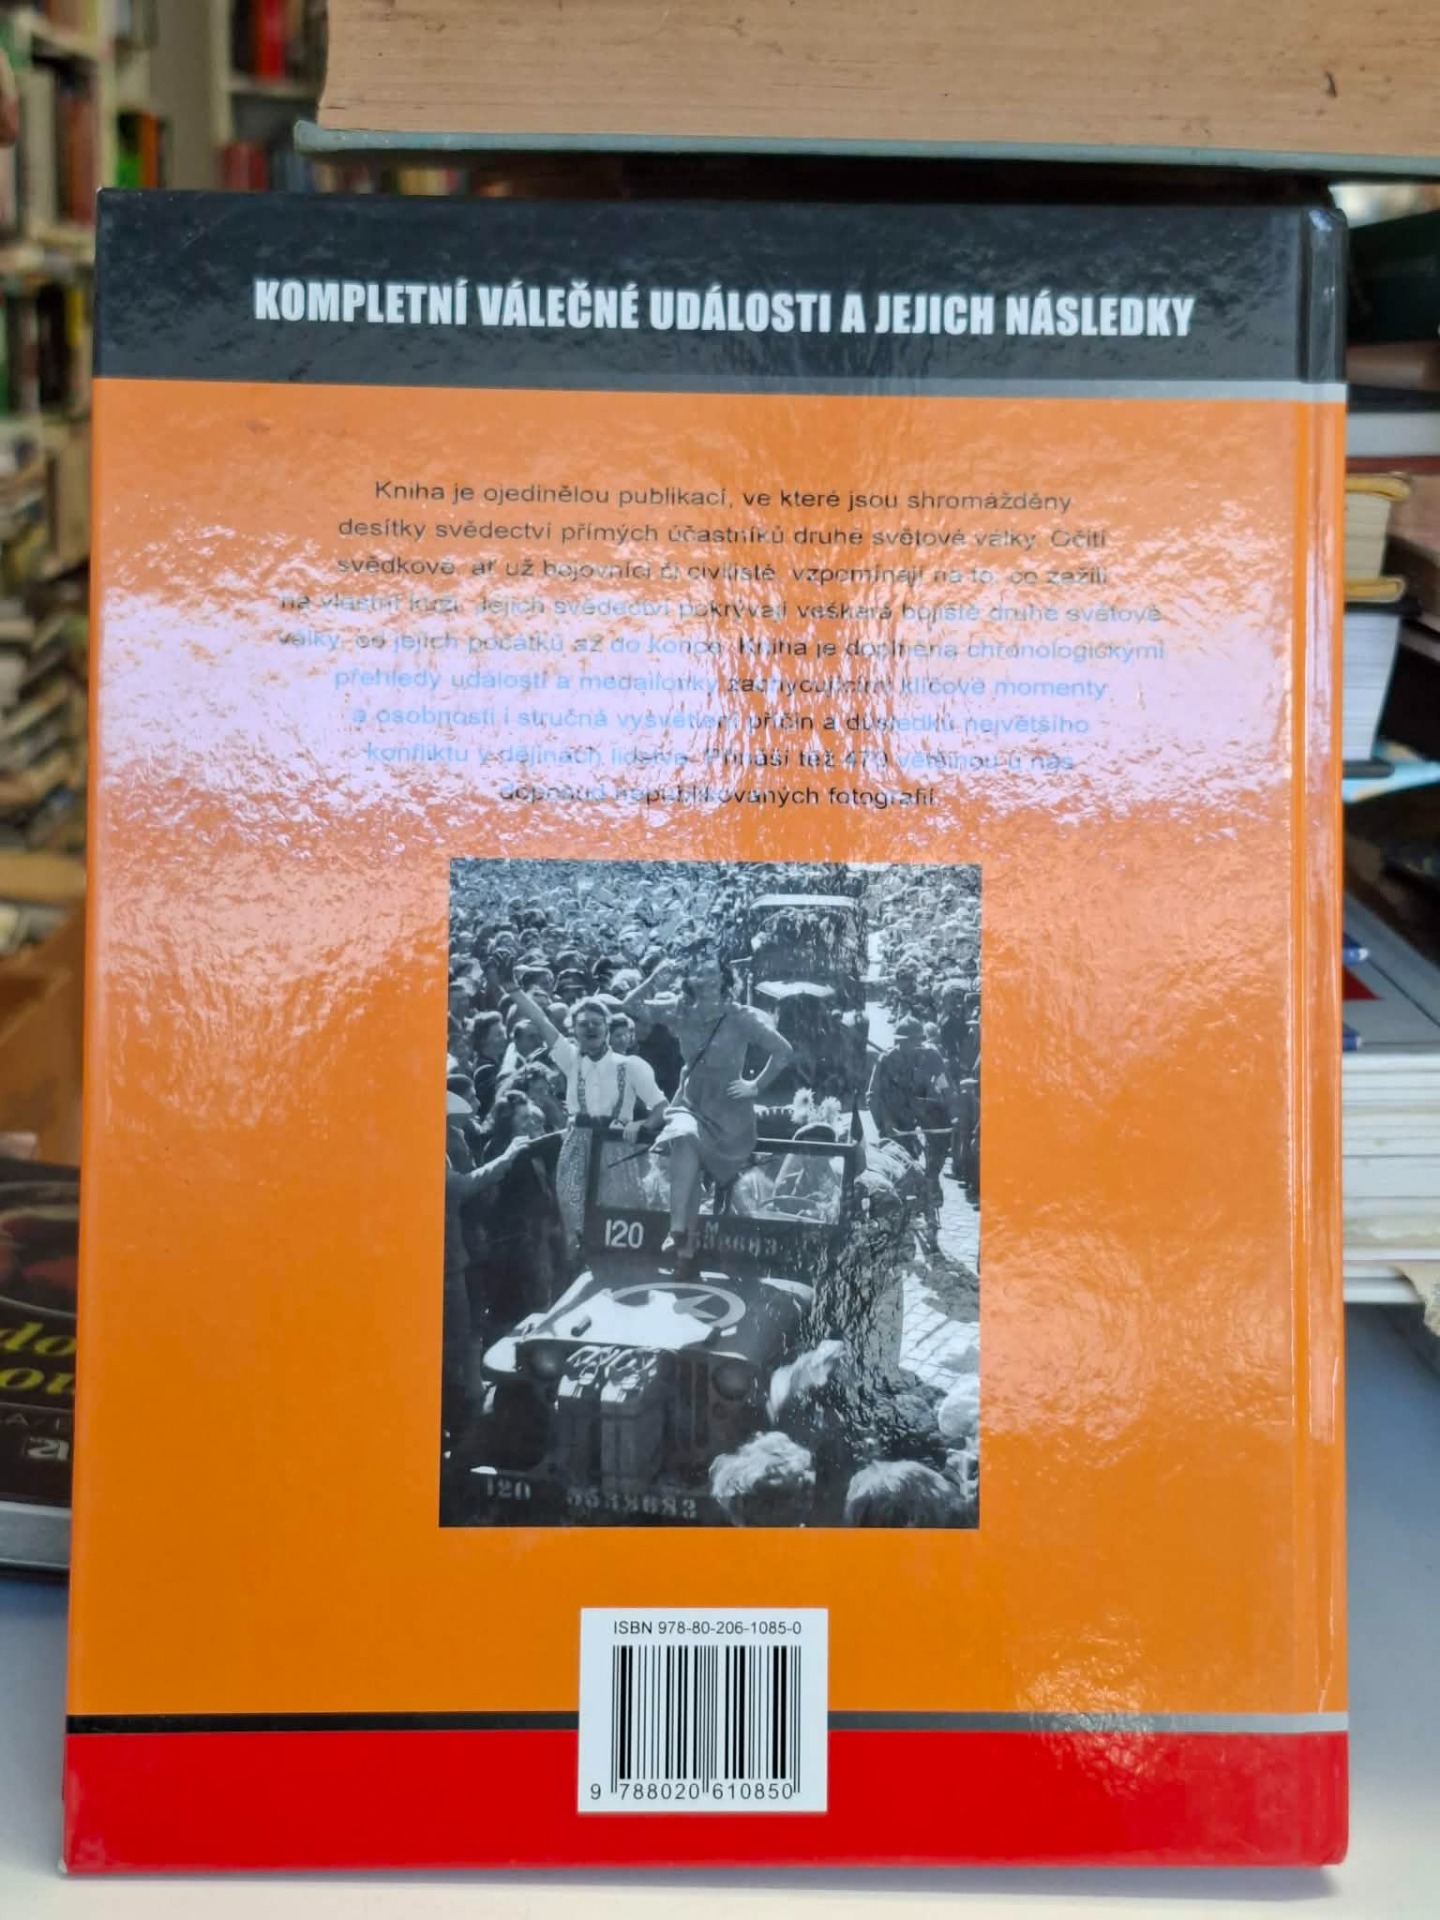 KOMPLETNÍ VÁLEČNÉ UDÁLOSTI A JEJICH NÁSLEDKY
Kniha je ojedinělou publikací, ve které jsou shromážděny
desítky svědectví přímých účastníků druhé světové války. Očití
svědkové, ať už bojovníci či civilisté, vzpomínají na to, co zažili
na vlastní kůži. Jejich svědectví pokrývají veškerá bojiště druhé světové
války, od jejich počátků až do konce. Kniha je doplněna chronologickými
přehledy událostí a medailonky zachycujícími klíčové momenty
a osobnosti i stručná vysvětlení příčin a důsledků největšího
konfliktu v dějinách lidstva. Přináší též 470 většinou u nás
doposud nepublikovaných fotografií.
120 M
120 5538683
ISBN 978-80-206-1085-0
9 788020 610850
do